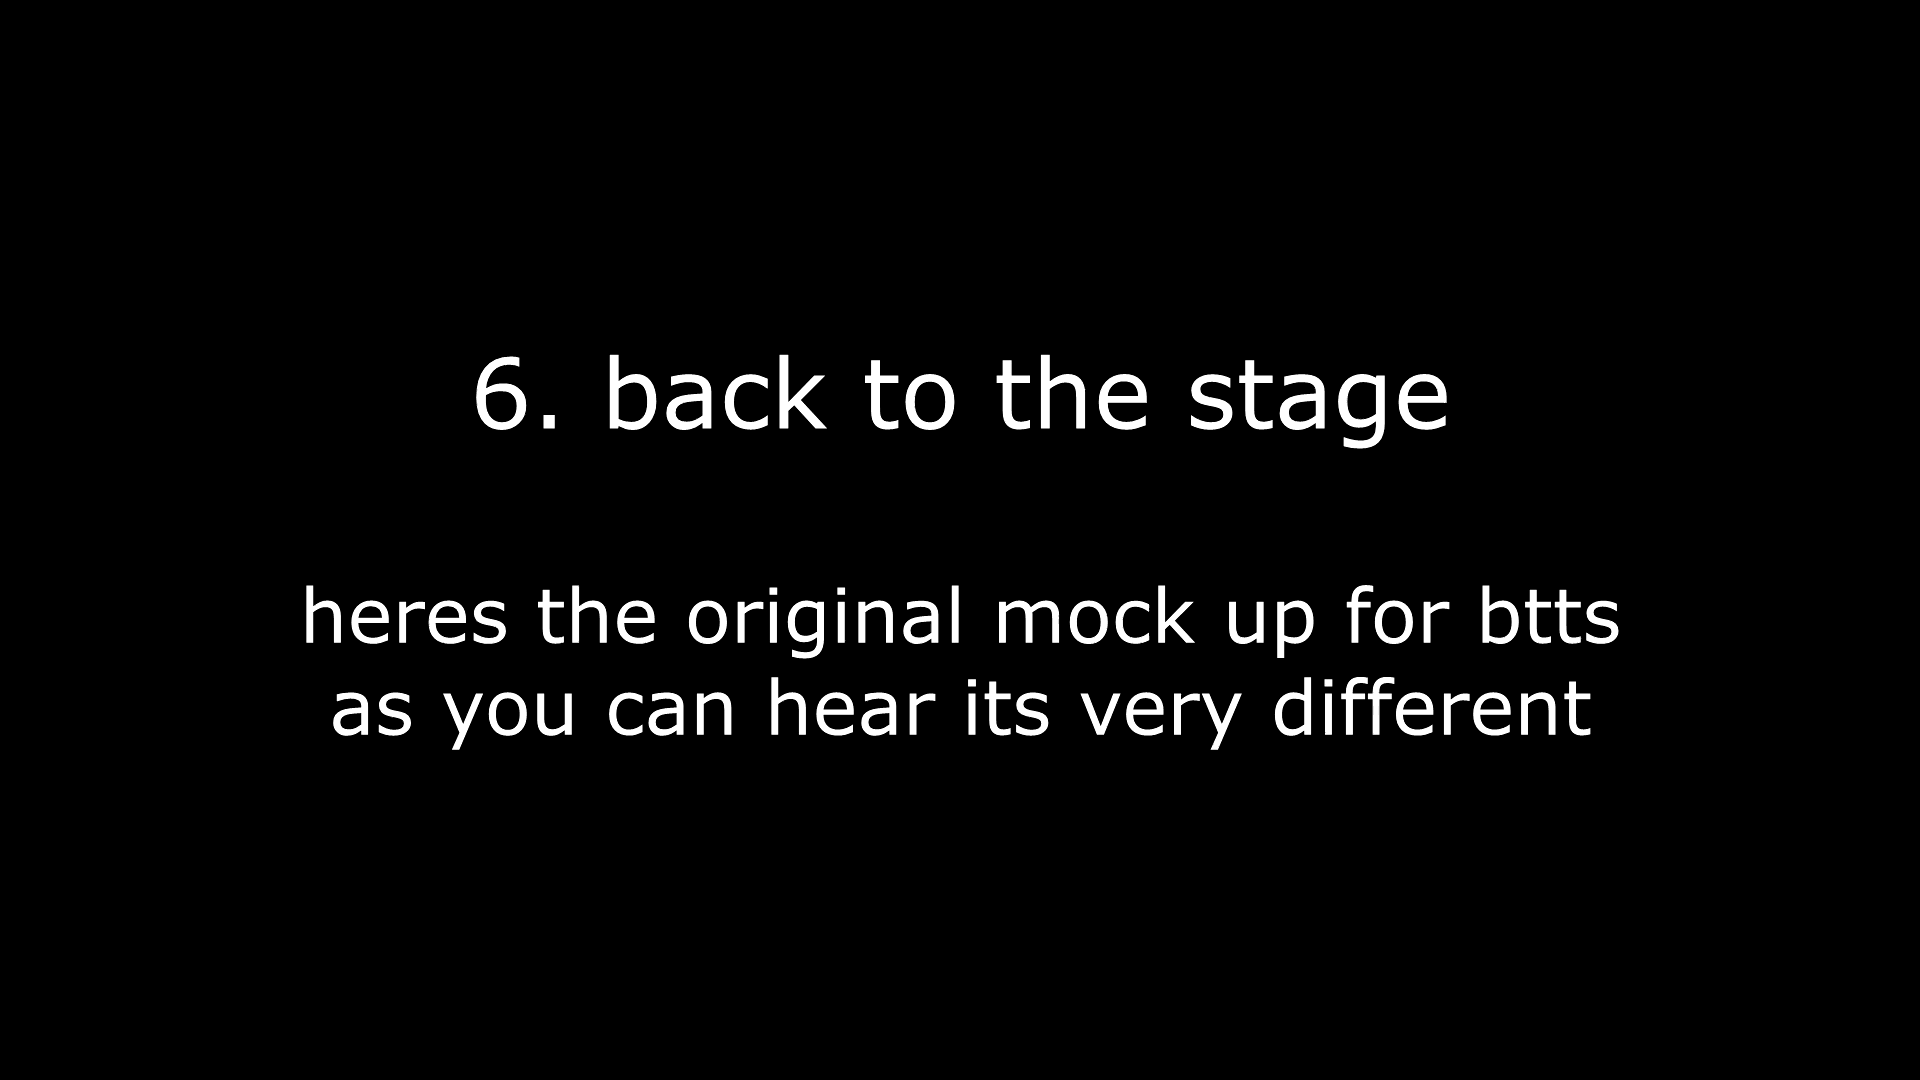 6. back to the stage
heres the original mock up for btts
as you can hear its very different